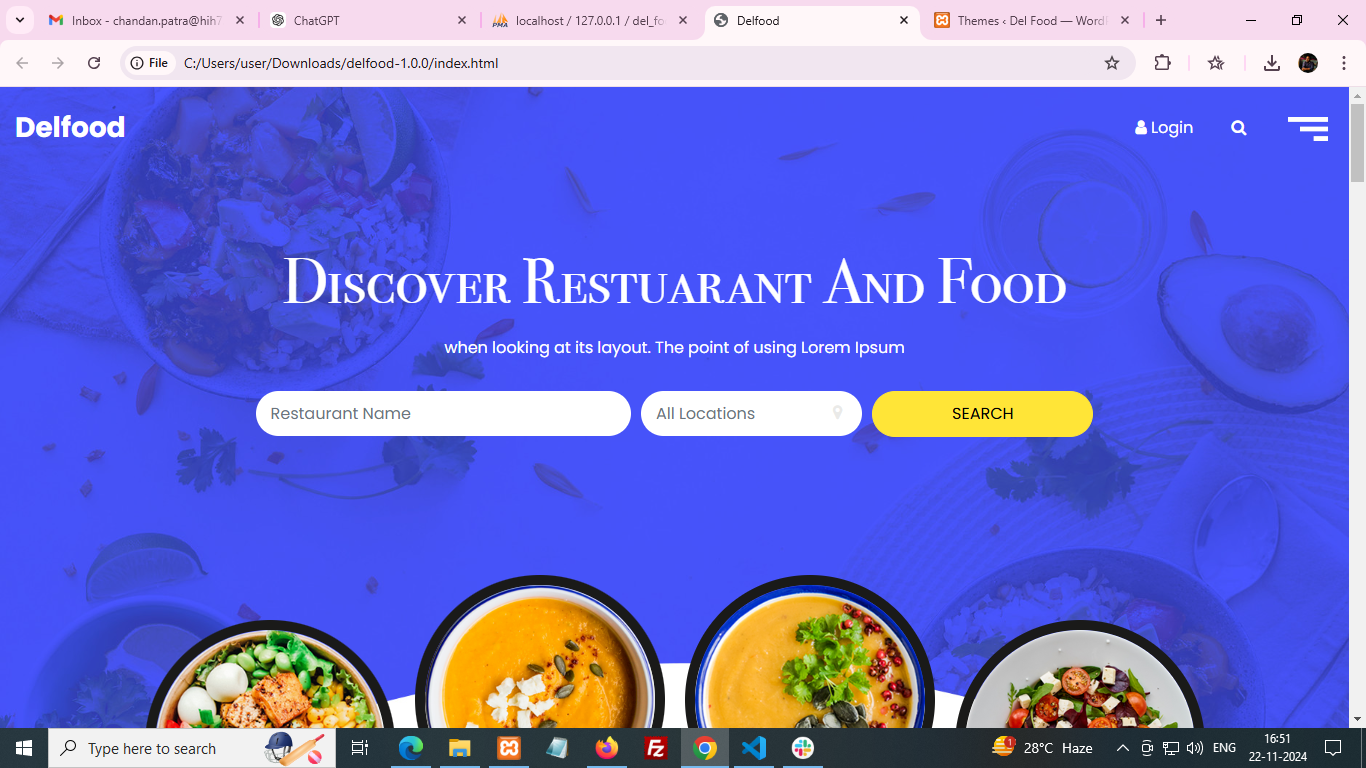 Inbox - chandan.patra@hih7
ChatGPT
localhost / 127.0.0.1 / del_fo
Delfood
Themes ‹ Del Food — WordP
File
C:/Users/user/Downloads/delfood-1.0.0/index.html
Delfood
Login
Discover Restuarant And Food
when looking at its layout. The point of using Lorem Ipsum
Restaurant Name
All Locations
SEARCH
Type here to search
1
28°C Haze
ENG
16:51
22-11-2024